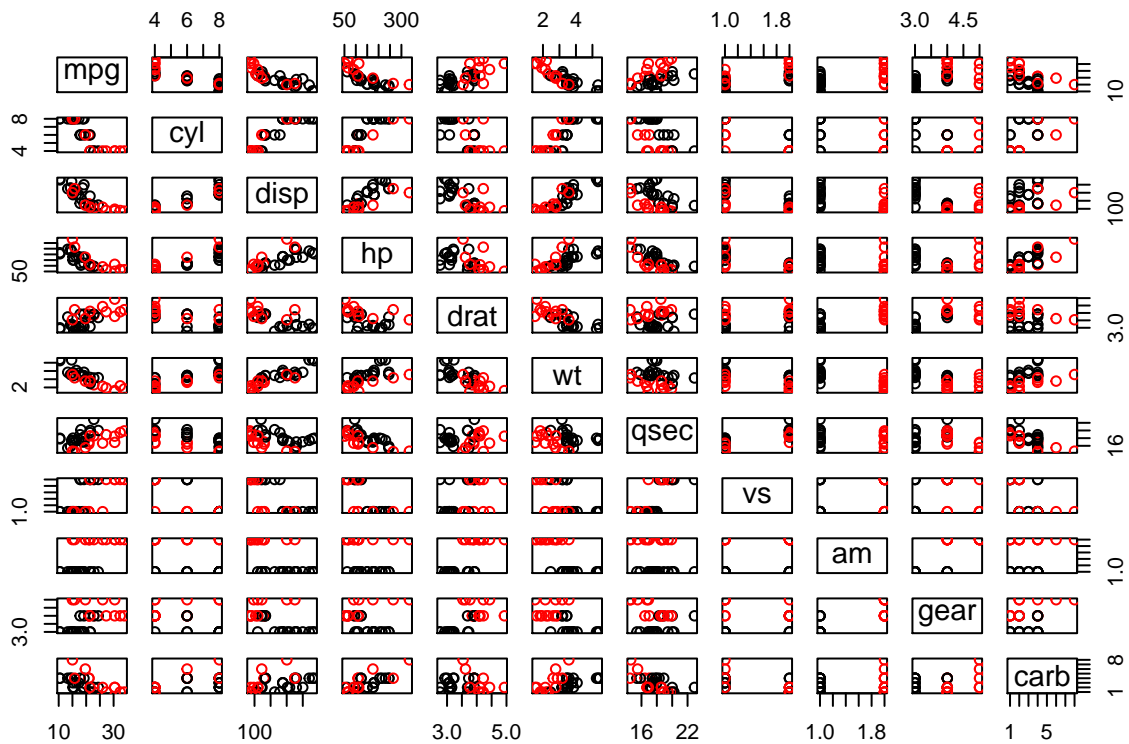 4 6 8 50 300 2 4 1.0 1.8 3.0 4.5
mpg 10
4 8 cyl
disp 100
50 hp
drat 3.0
2 wt
qsec 16
1.0 vs
am 1.0
3.0 gear
carb 1 8
10 30 100 3.0 5.0 16 22 1.0 1.8 1 5